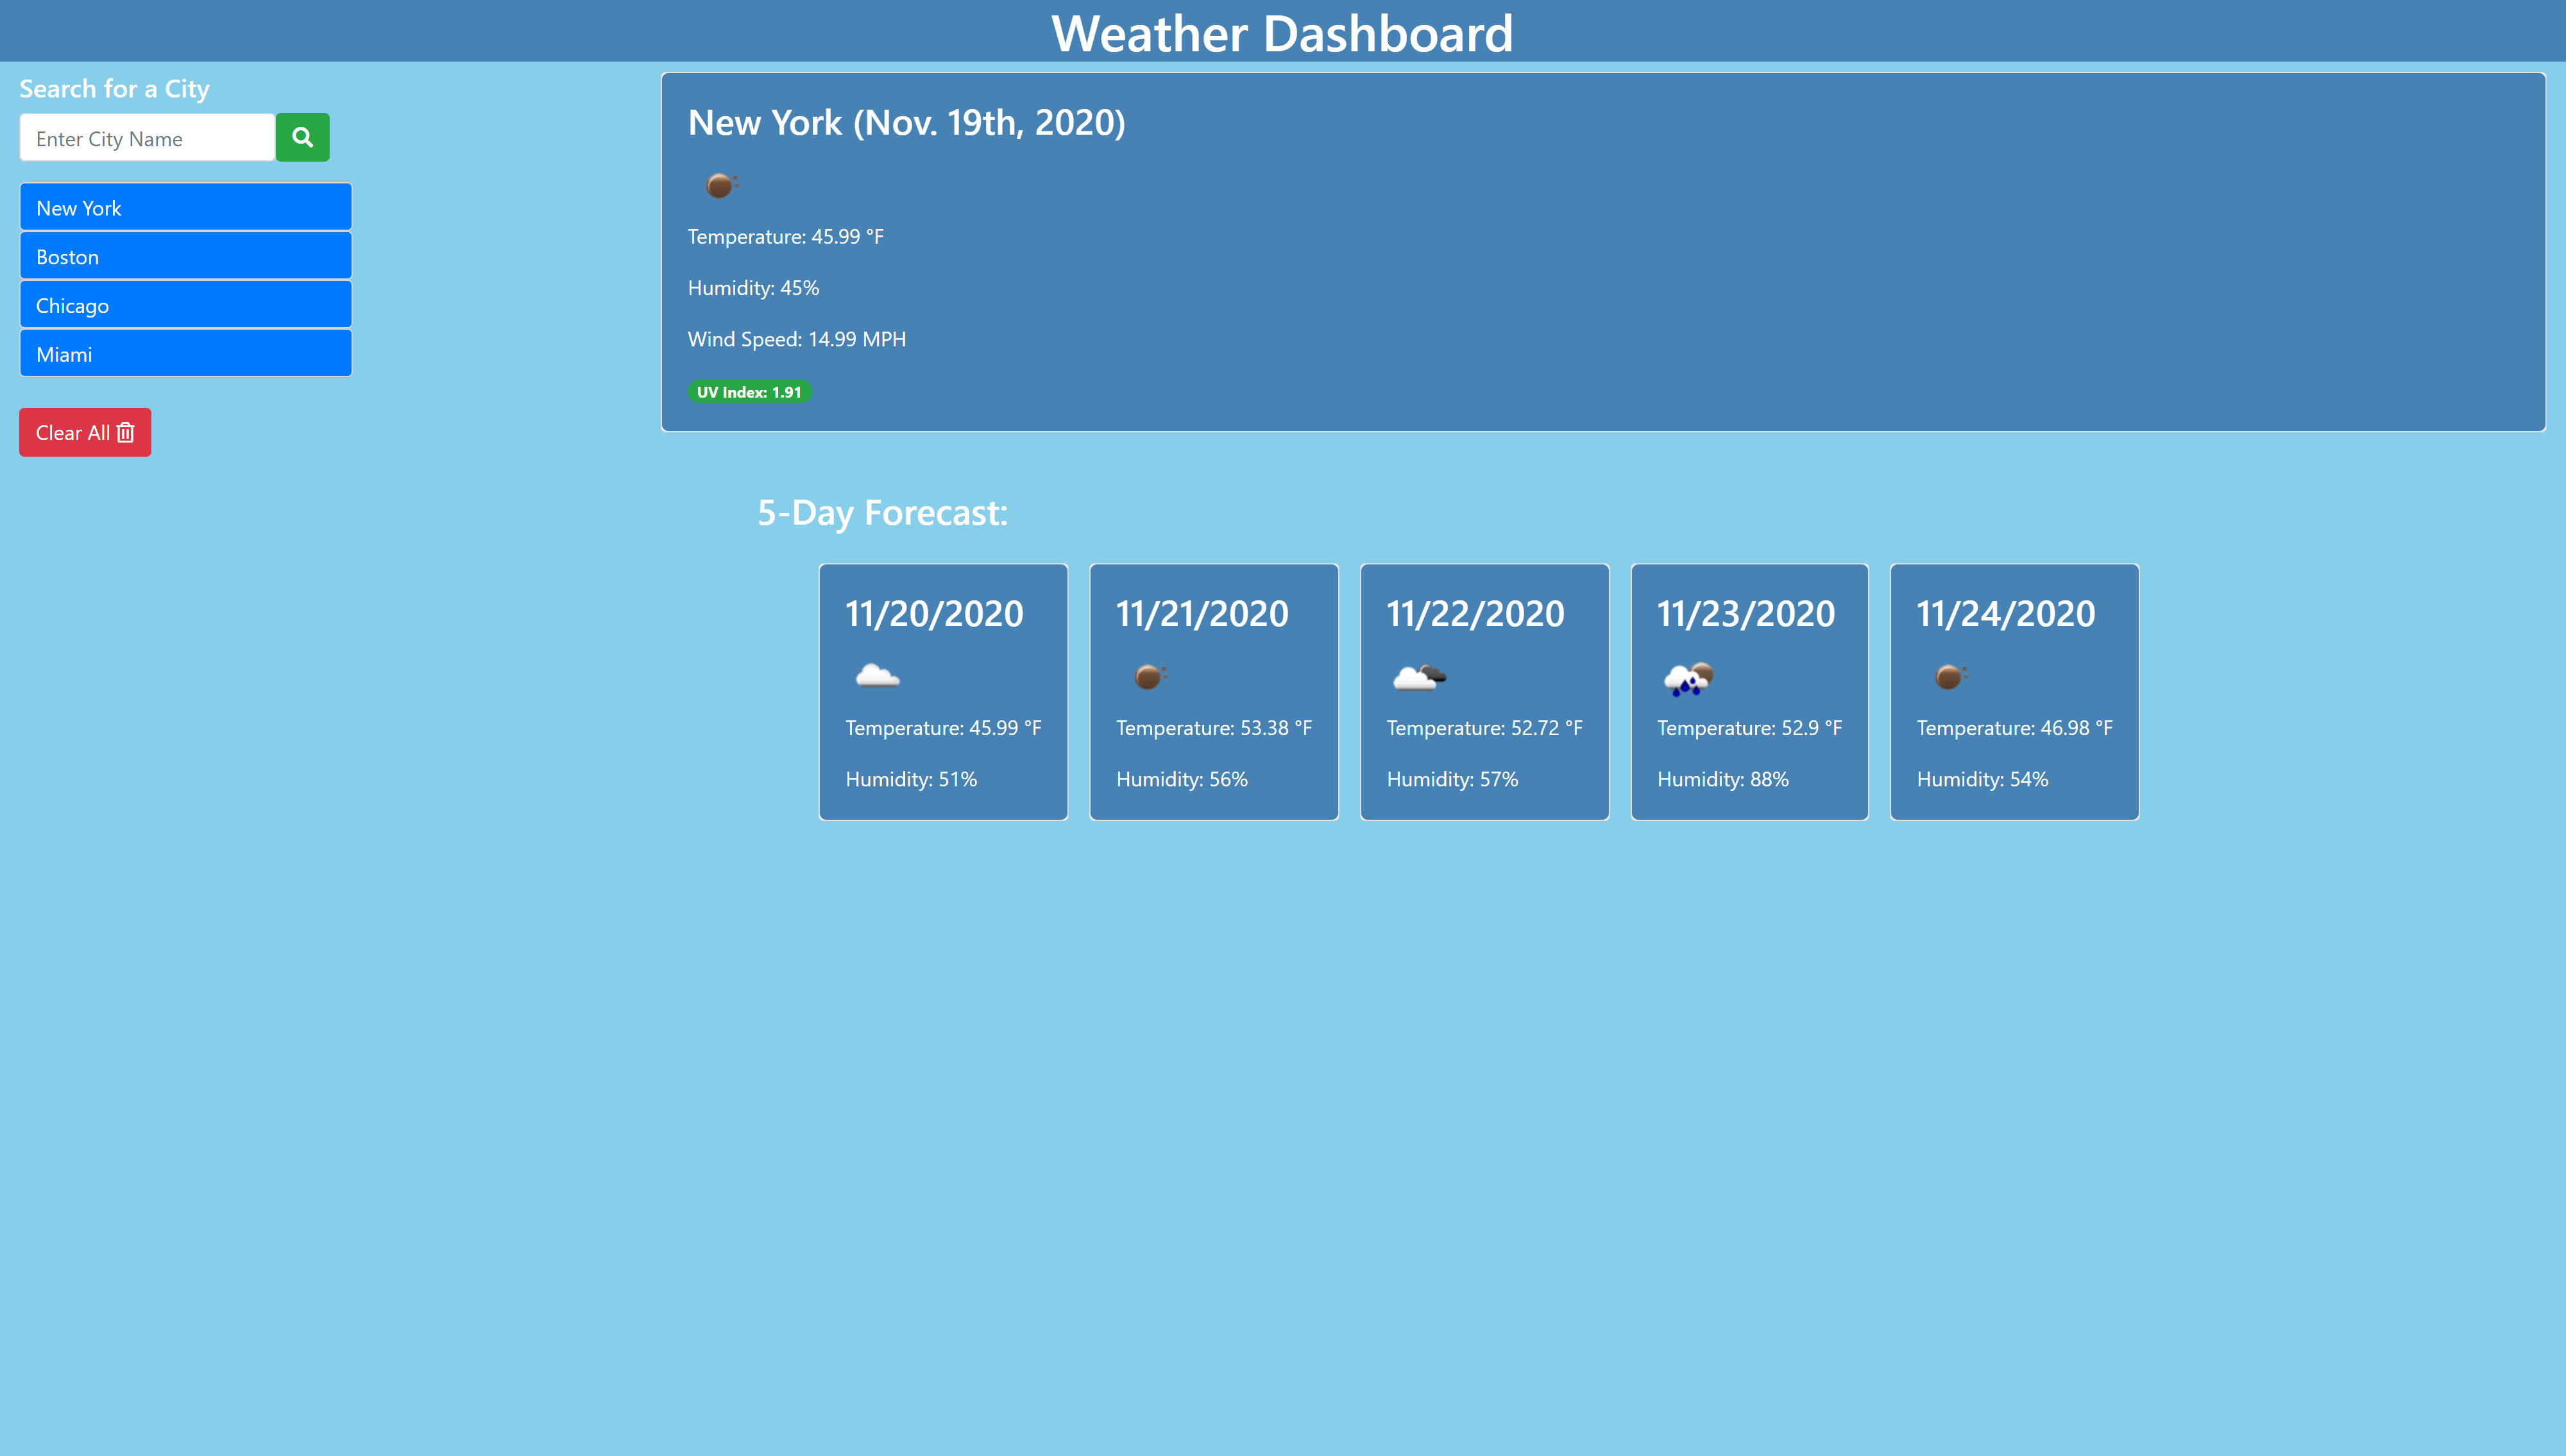 Weather Dashboard
Search for a City
Enter City Name
New York
Boston
Chicago
Miami
Clear All
New York (Nov. 19th, 2020)
Temperature: 45.99 °F
Humidity: 45%
Wind Speed: 14.99 MPH
UV Index: 1.91
5-Day Forecast:
11/20/2020
Temperature: 45.99 °F
Humidity: 51%
11/21/2020
Temperature: 53.38 °F
Humidity: 56%
11/22/2020
Temperature: 52.72 °F
Humidity: 57%
11/23/2020
Temperature: 52.9 °F
Humidity: 88%
11/24/2020
Temperature: 46.98 °F
Humidity: 54%